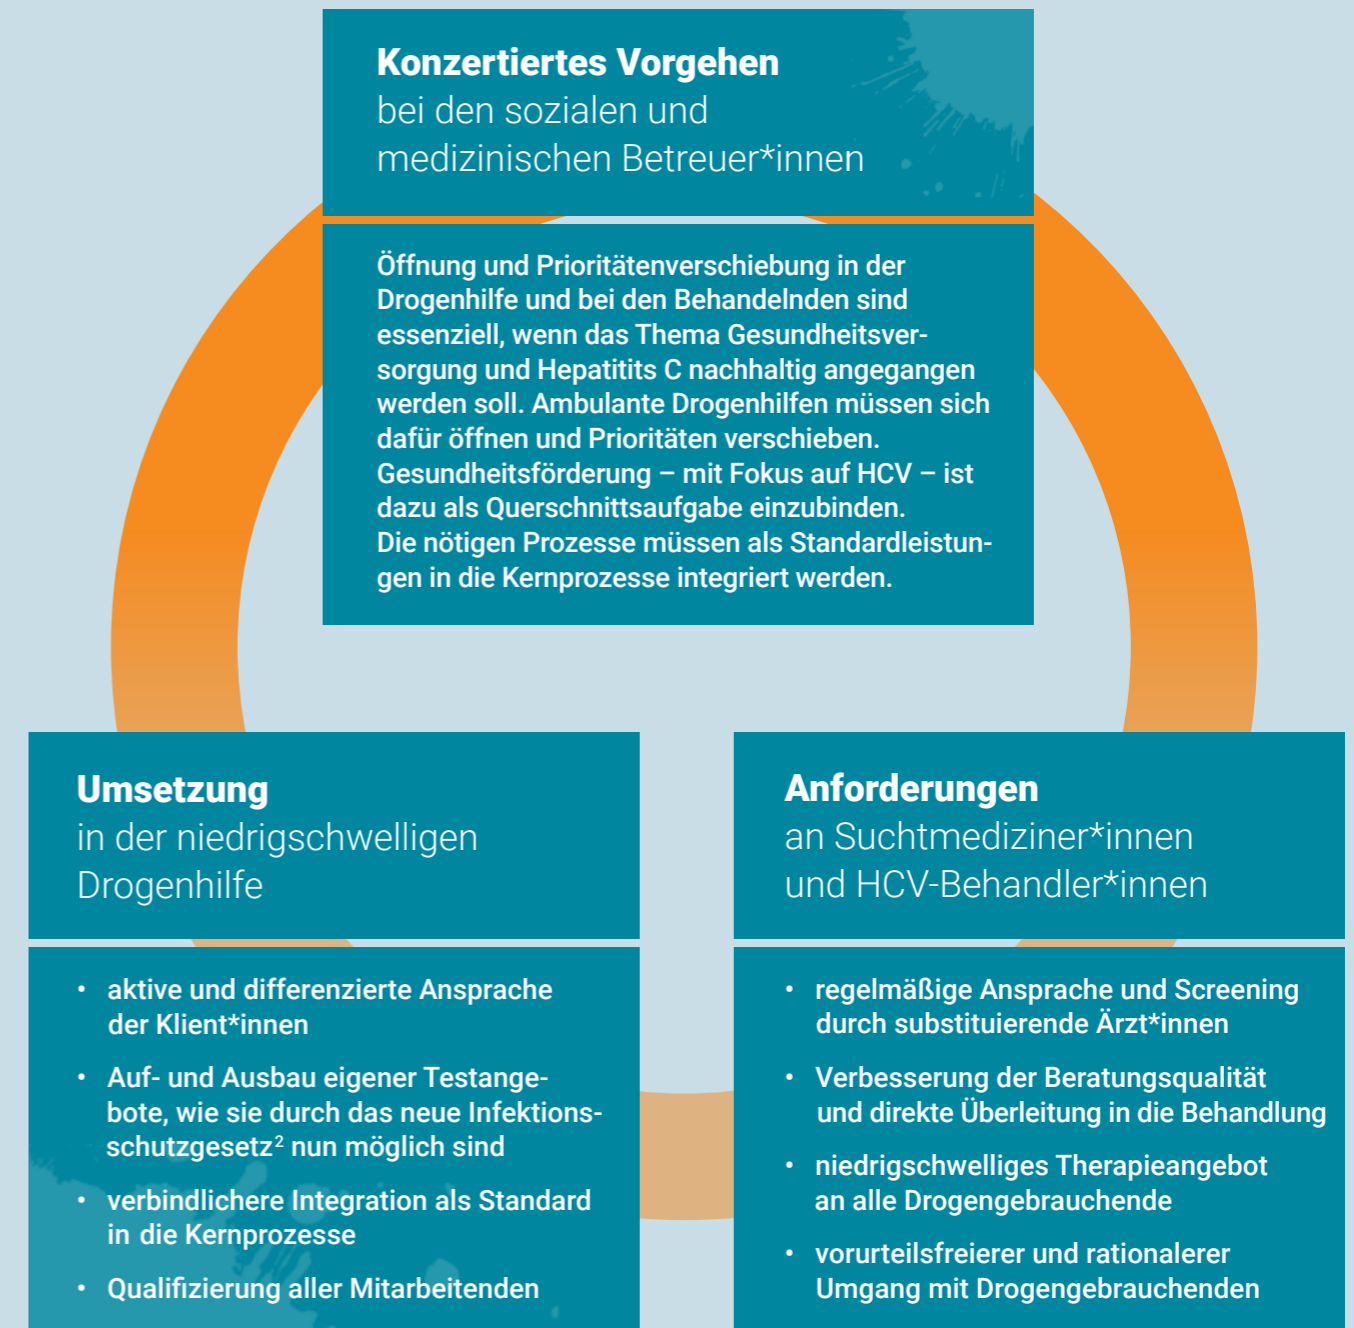 Konzertiertes Vorgehen
bei den sozialen und
medizinischen Betreuer*innen
Öffnung und Prioritätenverschiebung in der
Drogenhilfe und bei den Behandelnden sind
essenziell, wenn das Thema Gesundheitsver-
sorgung und Hepatitits C nachhaltig angegangen
werden soll. Ambulante Drogenhilfen müssen sich
dafür öffnen und Prioritäten verschieben.
Gesundheitsförderung – mit Fokus auf HCV – ist
dazu als Querschnittsaufgabe einzubinden.
Die nötigen Prozesse müssen als Standardleistun-
gen in die Kernprozesse integriert werden.
Umsetzung
in der niedrigschwelligen
Drogenhilfe
• aktive und differenzierte Ansprache
der Klient*innen
• Auf- und Ausbau eigener Testange-
bote, wie sie durch das neue Infektions-
schutzgesetz² nun möglich sind
• verbindlichere Integration als Standard
in die Kernprozesse
• Qualifizierung aller Mitarbeitenden
Anforderungen
an Suchtmediziner*innen
und HCV-Behandler*innen
• regelmäßige Ansprache und Screening
durch substituierende Ärzt*innen
• Verbesserung der Beratungsqualität
und direkte Überleitung in die Behandlung
• niedrigschwelliges Therapieangebot
an alle Drogengebrauchende
• vorurteilsfreierer und rationalerer
Umgang mit Drogengebrauchenden